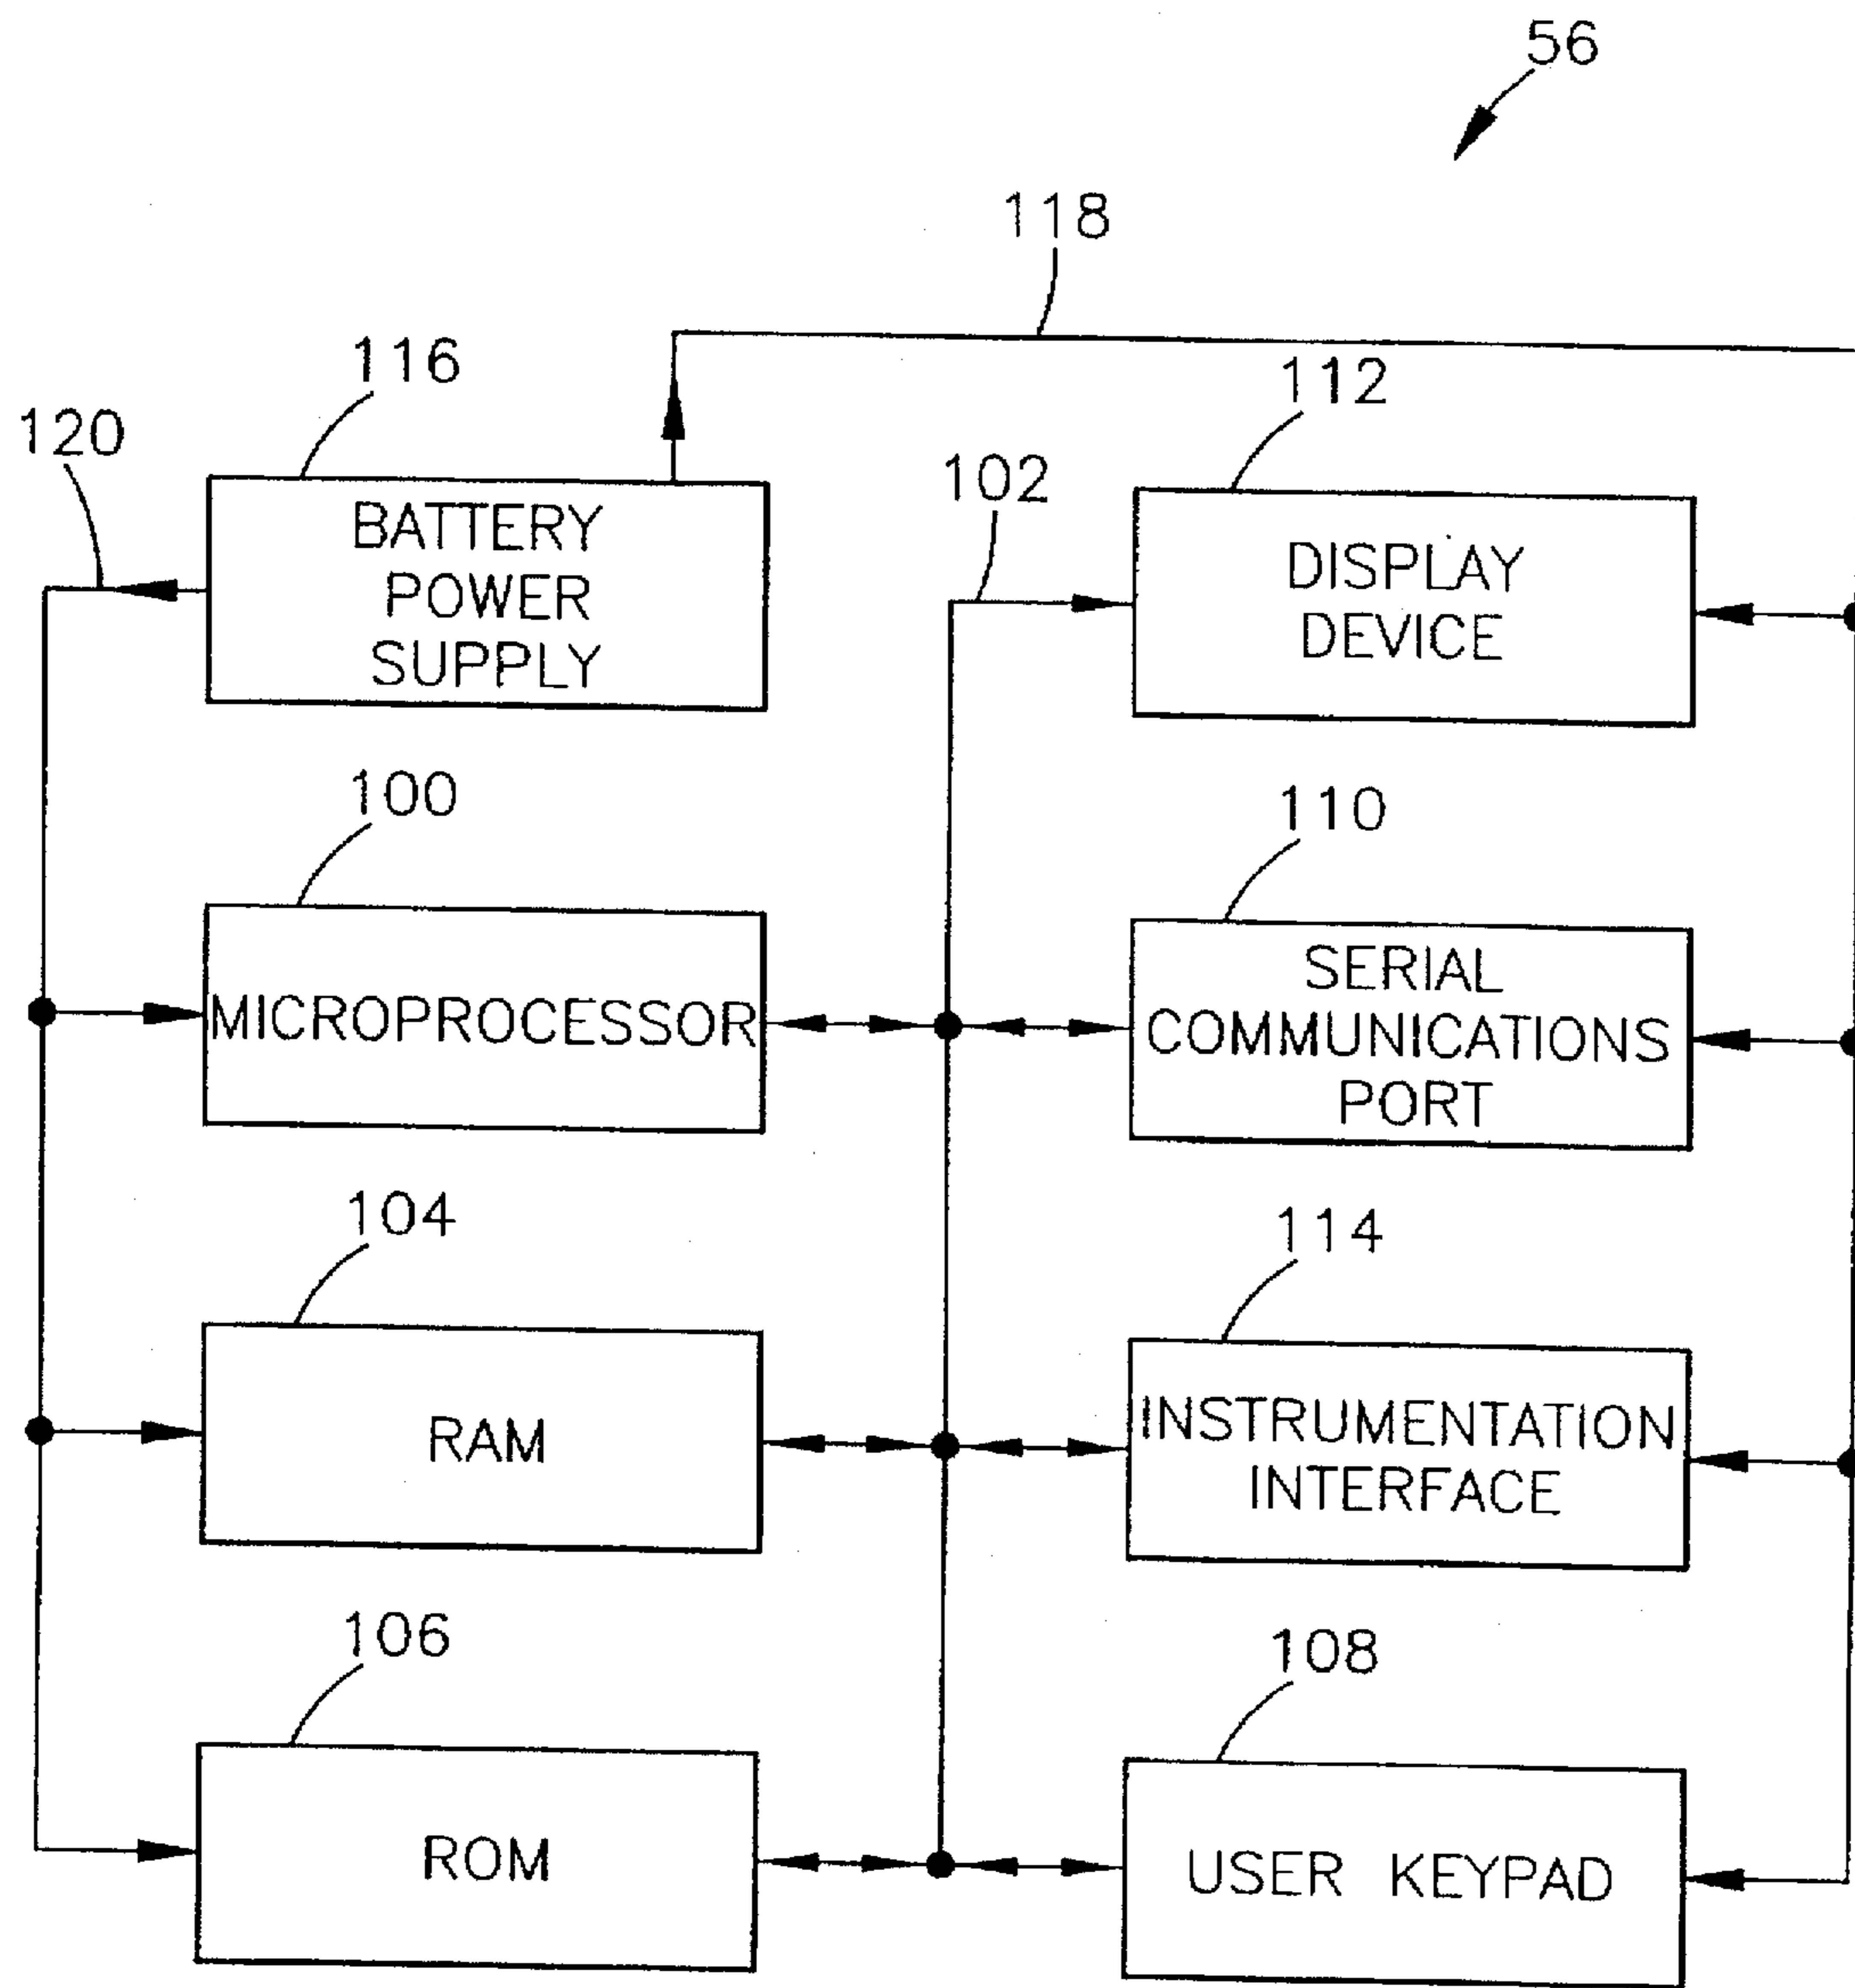 56
118
116
112
120
102
BATTERY
POWER
SUPPLY
DISPLAY
DEVICE
100
110
MICROPROCESSOR
SERIAL
COMMUNICATIONS
PORT
104
114
RAM
INSTRUMENTATION
INTERFACE
106
108
ROM
USER KEYPAD